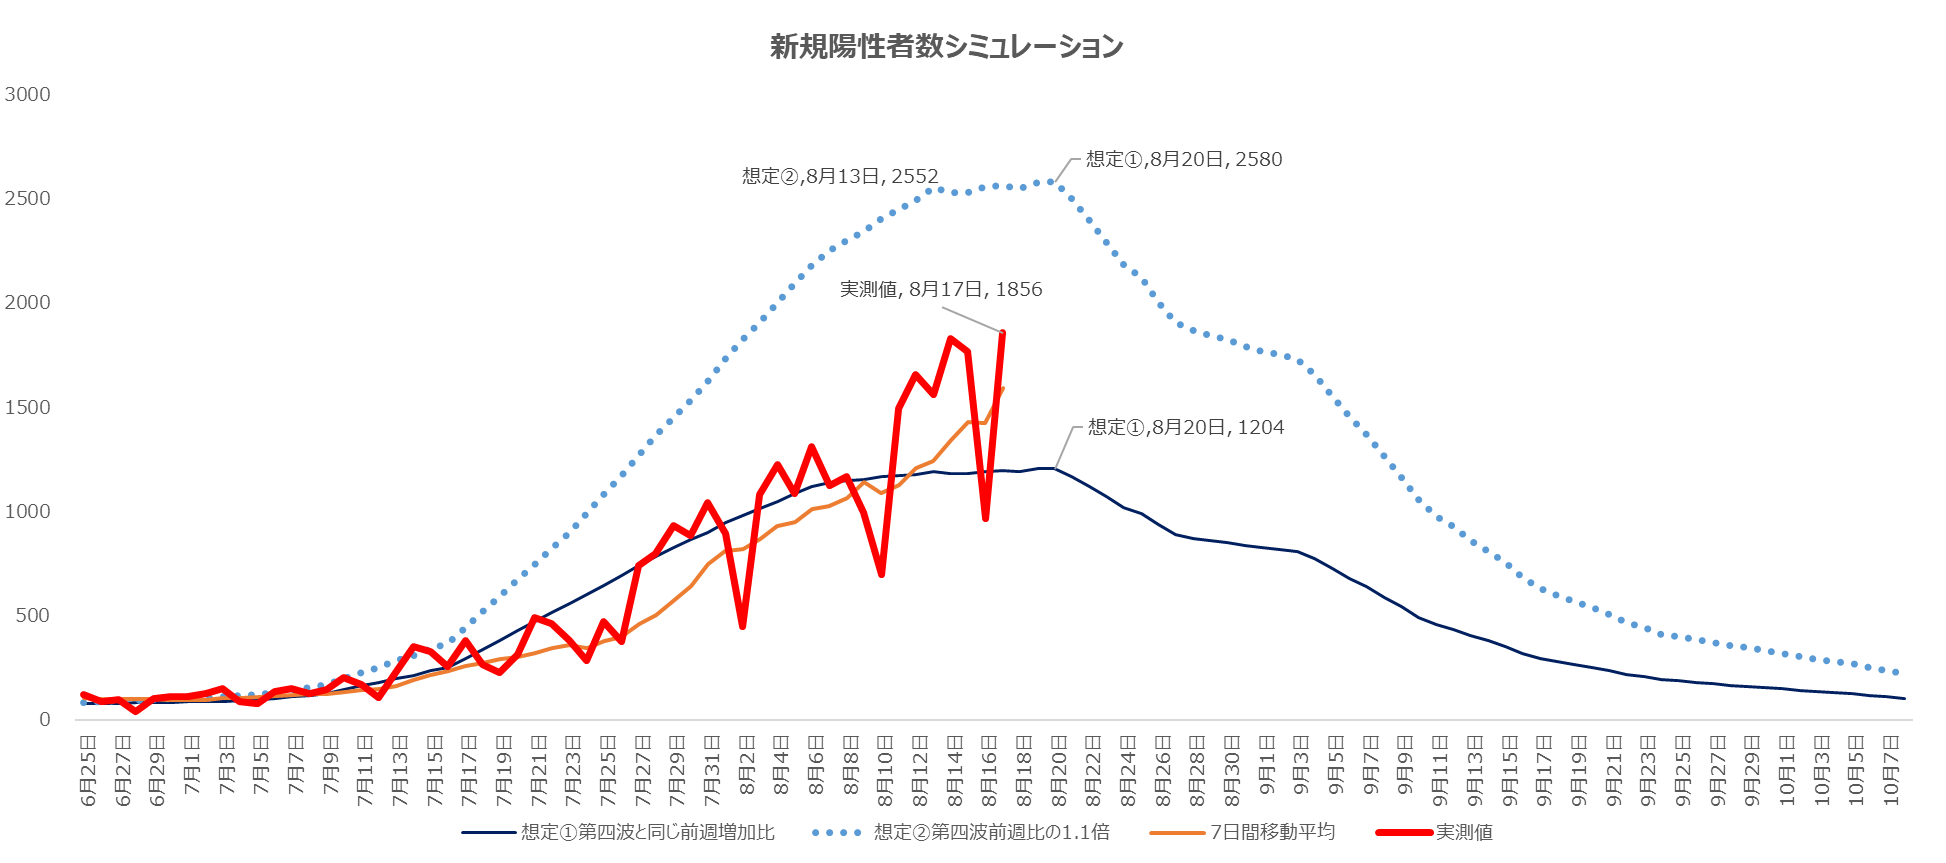 新規陽性者数シミュレーション
3000
2500
2000
1500
1000
500
0
想定②,8月13日, 2552
想定①,8月20日, 2580
実測値, 8月17日, 1856
想定①,8月20日, 1204
6月25日
6月27日
6月29日
7月1日
7月3日
7月5日
7月7日
7月9日
7月11日
7月13日
7月15日
7月17日
7月19日
7月21日
7月23日
7月25日
7月27日
7月29日
7月31日
8月2日
8月4日
8月6日
8月8日
8月10日
8月12日
8月14日
8月16日
8月18日
8月20日
8月22日
8月24日
8月26日
8月28日
8月30日
9月1日
9月3日
9月5日
9月7日
9月9日
9月11日
9月13日
9月15日
9月17日
9月19日
9月21日
9月23日
9月25日
9月27日
9月29日
10月1日
10月3日
10月5日
10月7日
想定①第四波と同じ前週増加比
想定②第四波前週比の1.1倍
7日間移動平均
実測値